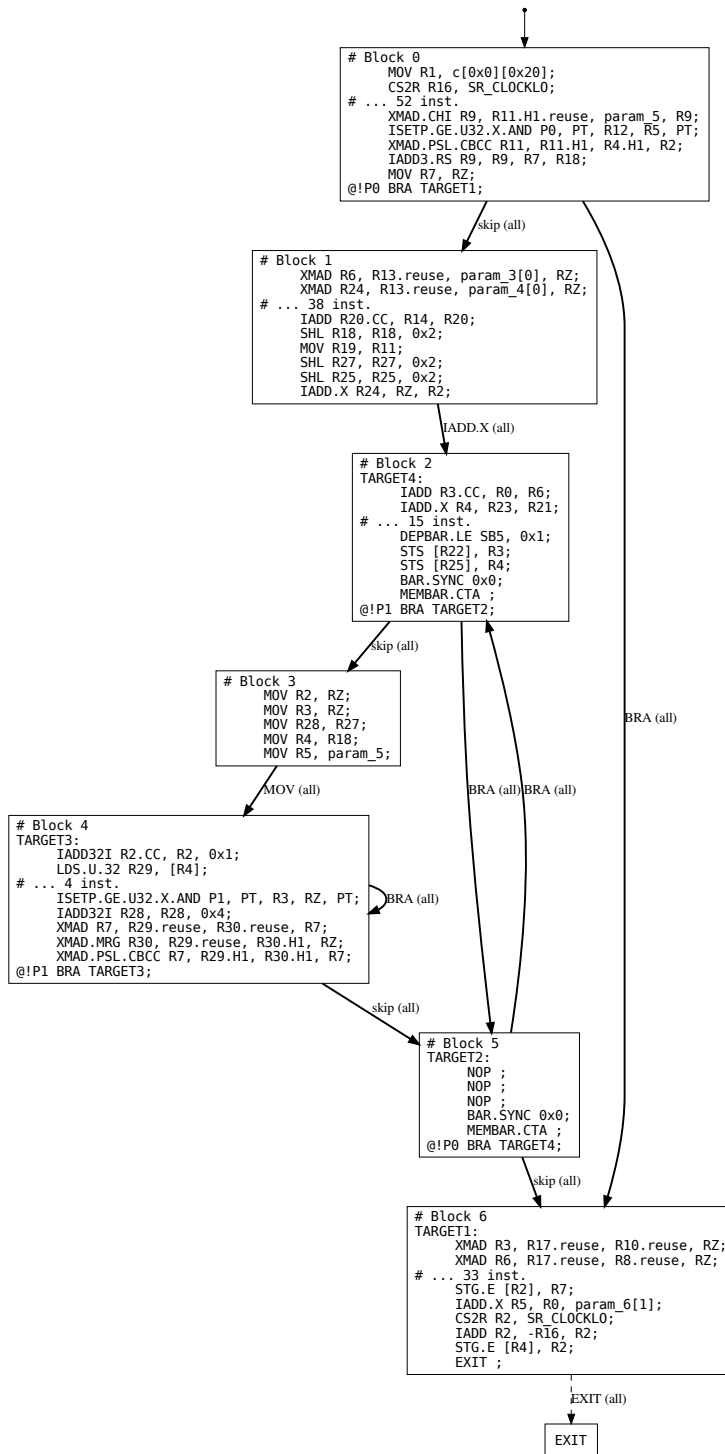 # Block 0
MOV R1, c[0x0][0x20];
CS2R R16, SR_CLOCKLO;
# ... 52 inst.
XMAD.CHI R9, R11.H1.reuse, param_5, R9;
ISETP.GE.U32.X.AND P0, PT, R12, R5, PT;
XMAD.PSL.CBCC R11, R11.H1, R4.H1, R2;
IADD3.RS R9, R9, R7, R18;
MOV R7, RZ;
@!P0 BRA TARGET1;
skip (all)
# Block 1
XMAD R6, R13.reuse, param_3[0], RZ;
XMAD R24, R13.reuse, param_4[0], RZ;
# ... 38 inst.
IADD R20.CC, R14, R20;
SHL R18, R18, 0x2;
MOV R19, R11;
SHL R27, R27, 0x2;
SHL R25, R25, 0x2;
IADD.X R24, RZ, R2;
IADD.X (all)
# Block 2
TARGET4:
IADD R3.CC, R0, R6;
IADD.X R4, R23, R21;
# ... 15 inst.
DEPBAR.LE SB5, 0x1;
STS [R22], R3;
STS [R25], R4;
BAR.SYNC 0x0;
MEMBAR.CTA ;
@!P1 BRA TARGET2;
skip (all)
# Block 3
MOV R2, RZ;
MOV R3, RZ;
MOV R28, R27;
MOV R4, R18;
MOV R5, param_5;
BRA (all)
MOV (all)
BRA (all)
BRA (all)
# Block 4
TARGET3:
IADD32I R2.CC, R2, 0x1;
LDS.U.32 R29, [R4];
# ... 4 inst.
ISETP.GE.U32.X.AND P1, PT, R3, RZ, PT;
IADD32I R28, R28, 0x4;
XMAD R7, R29.reuse, R30.reuse, R7;
XMAD.MRG R30, R29.reuse, R30.H1, RZ;
XMAD.PSL.CBCC R7, R29.H1, R30.H1, R7;
@!P1 BRA TARGET3;
BRA (all)
skip (all)
# Block 5
TARGET2:
NOP ;
NOP ;
NOP ;
BAR.SYNC 0x0;
MEMBAR.CTA ;
@!P0 BRA TARGET4;
skip (all)
# Block 6
TARGET1:
XMAD R3, R17.reuse, R10.reuse, RZ;
XMAD R6, R17.reuse, R8.reuse, RZ;
# ... 33 inst.
STG.E [R2], R7;
IADD.X R5, R0, param_6[1];
CS2R R2, SR_CLOCKLO;
IADD R2, -R16, R2;
STG.E [R4], R2;
EXIT ;
EXIT (all)
EXIT